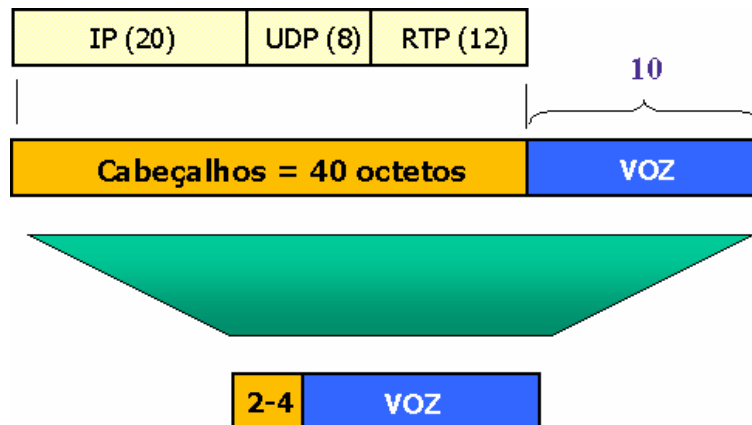 IP (20) UDP (8) RTP (12)
10
Cabeçalhos = 40 octetos VOZ
2-4 VOZ